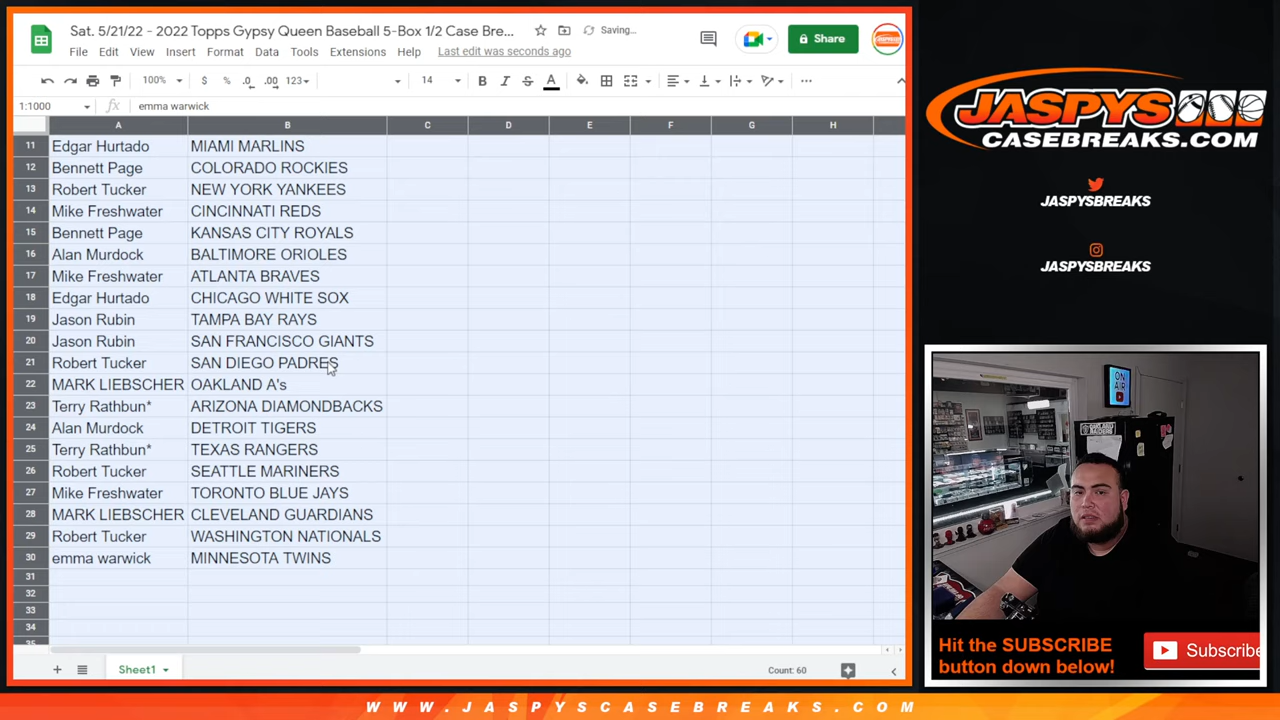 Sat. 5/21/22 - 2022 Topps Gypsy Queen Baseball 5-Box 1/2 Case Bre...
Saving...
File Edit View Insert Format Data Tools Extensions Help Last edit was seconds ago
Share
100% $ % .0 .00 123 14 B I S A
1:1000 fx emma warwick
A B C D E F G H
11 Edgar Hurtado MIAMI MARLINS
12 Bennett Page COLORADO ROCKIES
13 Robert Tucker NEW YORK YANKEES
14 Mike Freshwater CINCINNATI REDS
15 Bennett Page KANSAS CITY ROYALS
16 Alan Murdock BALTIMORE ORIOLES
17 Mike Freshwater ATLANTA BRAVES
18 Edgar Hurtado CHICAGO WHITE SOX
19 Jason Rubin TAMPA BAY RAYS
20 Jason Rubin SAN FRANCISCO GIANTS
21 Robert Tucker SAN DIEGO PADRES
22 MARK LIEBSCHER OAKLAND A's
23 Terry Rathbun* ARIZONA DIAMONDBACKS
24 Alan Murdock DETROIT TIGERS
25 Terry Rathbun* TEXAS RANGERS
26 Robert Tucker SEATTLE MARINERS
27 Mike Freshwater TORONTO BLUE JAYS
28 MARK LIEBSCHER CLEVELAND GUARDIANS
29 Robert Tucker WASHINGTON NATIONALS
30 emma warwick MINNESOTA TWINS
31
32
33
34
35
Sheet1
Count: 60
JASPYS
CASEBREAKS.COM
JASPYSBREAKS
JASPYSBREAKS
ON AIR
RAIDERS
Hit the SUBSCRIBE
button down below!
Subscribe
WWW.JASPYSCASEBREAKS.COM